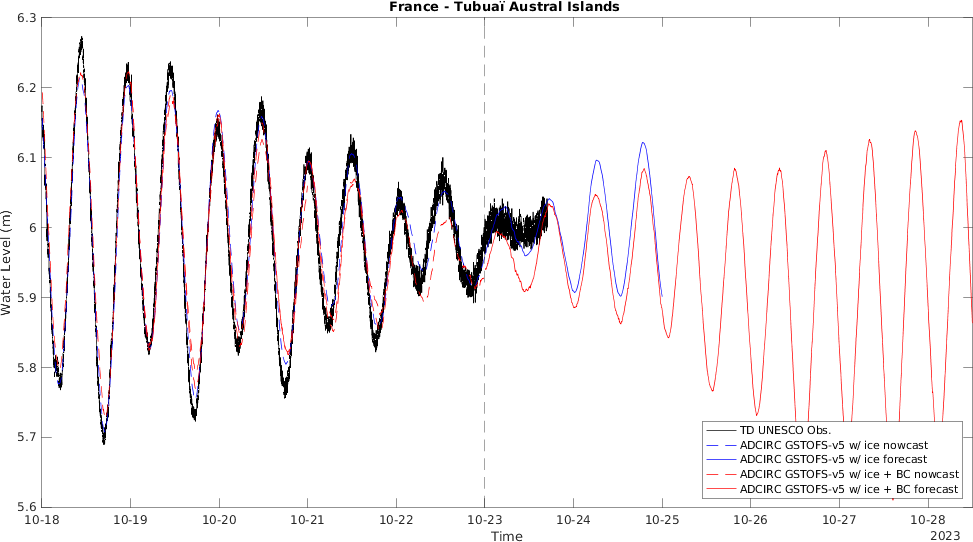 France - Tubuaï Austral Islands
6.3
6.2
6.1
6
5.9
5.8
5.7
5.6
Water Level (m)
TD UNESCO Obs.
ADCIRC GSTOFS-v5 w/ ice nowcast
ADCIRC GSTOFS-v5 w/ ice forecast
ADCIRC GSTOFS-v5 w/ ice + BC nowcast
ADCIRC GSTOFS-v5 w/ ice + BC forecast
10-18 10-19 10-20 10-21 10-22 10-23 10-24 10-25 10-26 10-27 10-28
Time
2023